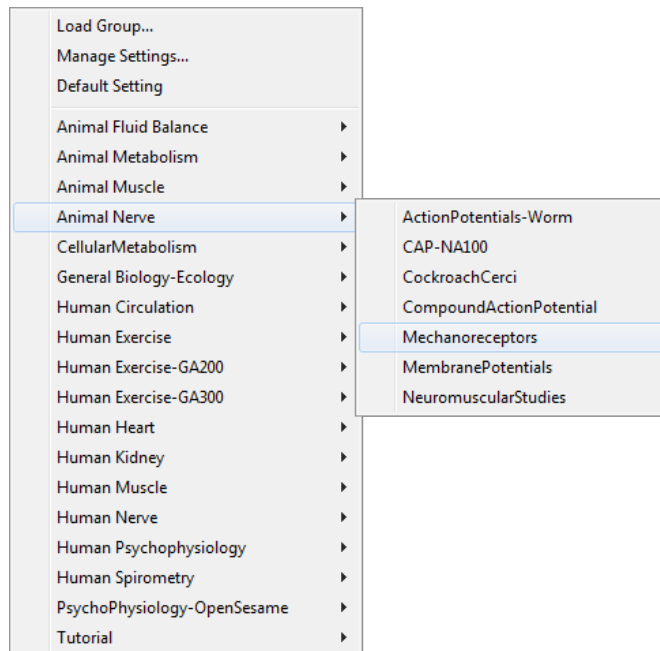 Load Group...
Manage Settings...
Default Setting
Animal Fluid Balance
Animal Metabolism
Animal Muscle
Animal Nerve
CellularMetabolism
General Biology-Ecology
Human Circulation
Human Exercise
Human Exercise-GA200
Human Exercise-GA300
Human Heart
Human Kidney
Human Muscle
Human Nerve
Human Psychophysiology
Human Spirometry
PsychoPhysiology-OpenSesame
Tutorial
ActionPotentials-Worm
CAP-NA100
CockroachCerci
CompoundActionPotential
Mechanoreceptors
MembranePotentials
NeuromuscularStudies